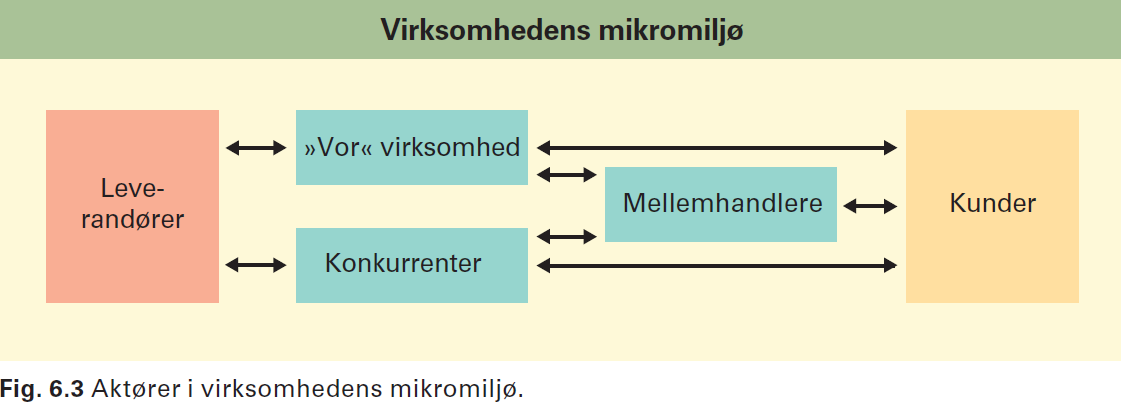 Virksomhedens mikromiljø
Leve-
randører
»Vor« virksomhed
Konkurrenter
Mellemhandlere
Kunder
Fig. 6.3 Aktører i virksomhedens mikromiljø.